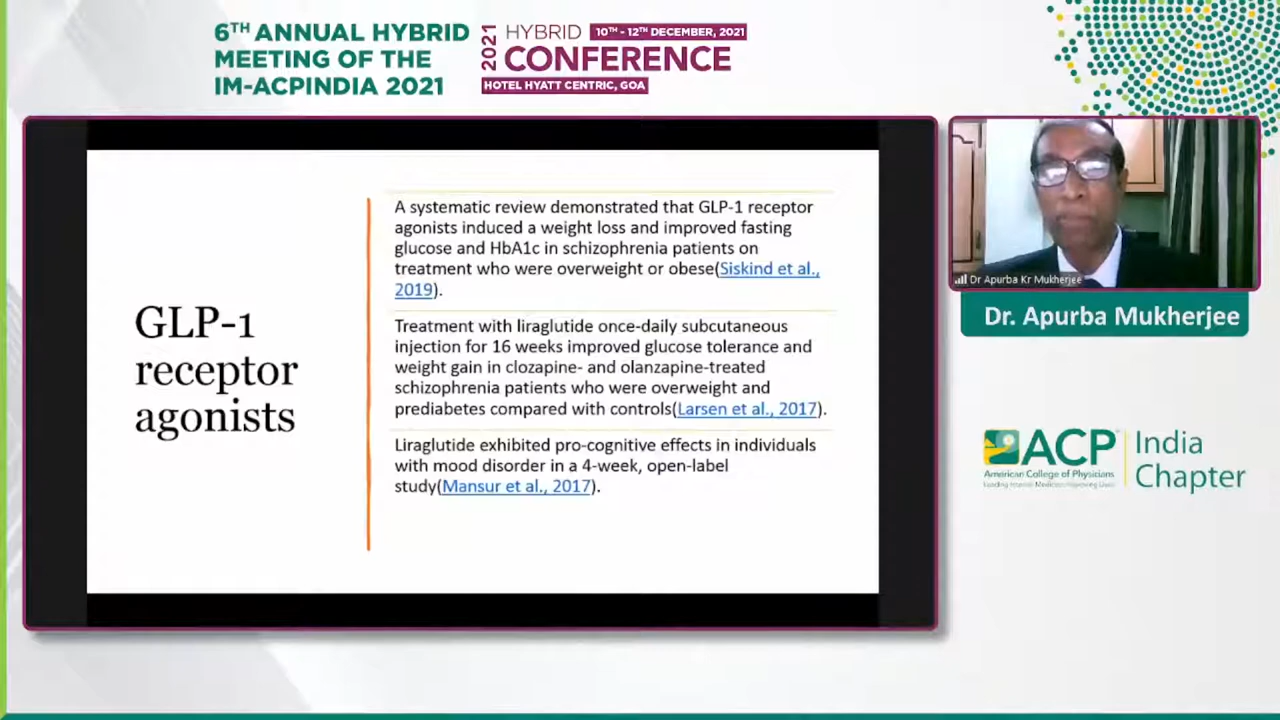 6TH ANNUAL HYBRID
MEETING OF THE
IM-ACPINDIA 2021
2021
HYBRID 10TH - 12TH DECEMBER, 2021
CONFERENCE
HOTEL HYATT CENTRIC, GOA
GLP-1
receptor
agonists
A systematic review demonstrated that GLP-1 receptor
agonists induced a weight loss and improved fasting
glucose and HbA1c in schizophrenia patients on
treatment who were overweight or obese(Siskind et al.,
2019).
Treatment with liraglutide once-daily subcutaneous
injection for 16 weeks improved glucose tolerance and
weight gain in clozapine- and olanzapine-treated
schizophrenia patients who were overweight and
prediabetes compared with controls(Larsen et al., 2017).
Liraglutide exhibited pro-cognitive effects in individuals
with mood disorder in a 4-week, open-label
study(Mansur et al., 2017).
Dr Apurba Kr Mukherjee
Dr. Apurba Mukherjee
ACP
American College of Physicians
Leading Internal Medicine, Improving Lives
India
Chapter